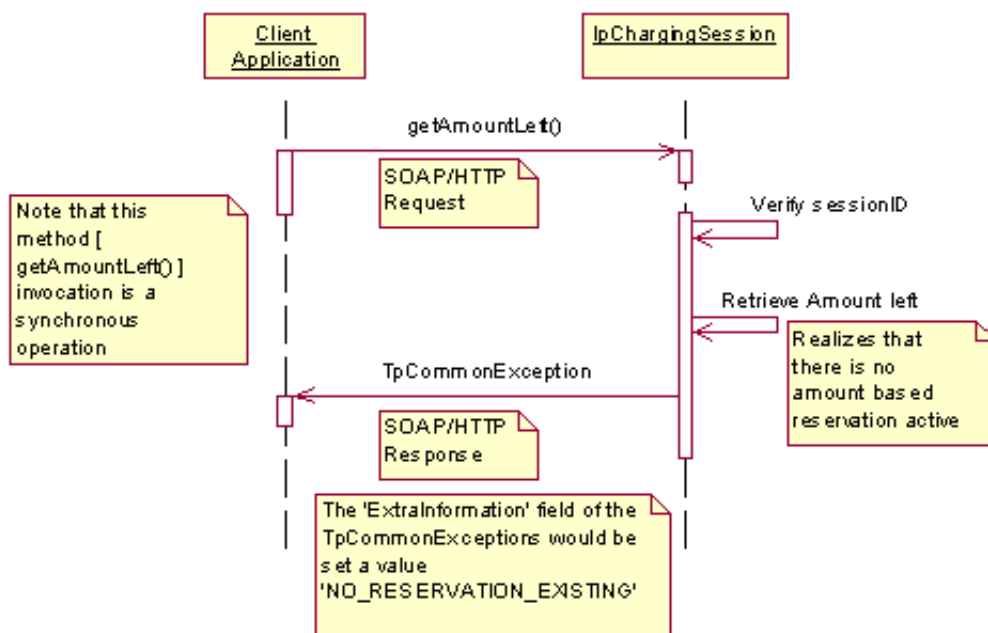 Client
Application
IpChargingSession
getAmountLeft()
SOAP/HTTP
Request
Note that this
method [
getAmountLeft() ]
invocation is a
synchronous
operation
Verify sessionID
Retrieve Amount left
Realizes that
there is no
amount based
reservation active
TpCommonException
SOAP/HTTP
Response
The 'ExtraInformation' field of the
TpCommonExceptions would be
set a value
'NO_RESERVATION_EXISTING'